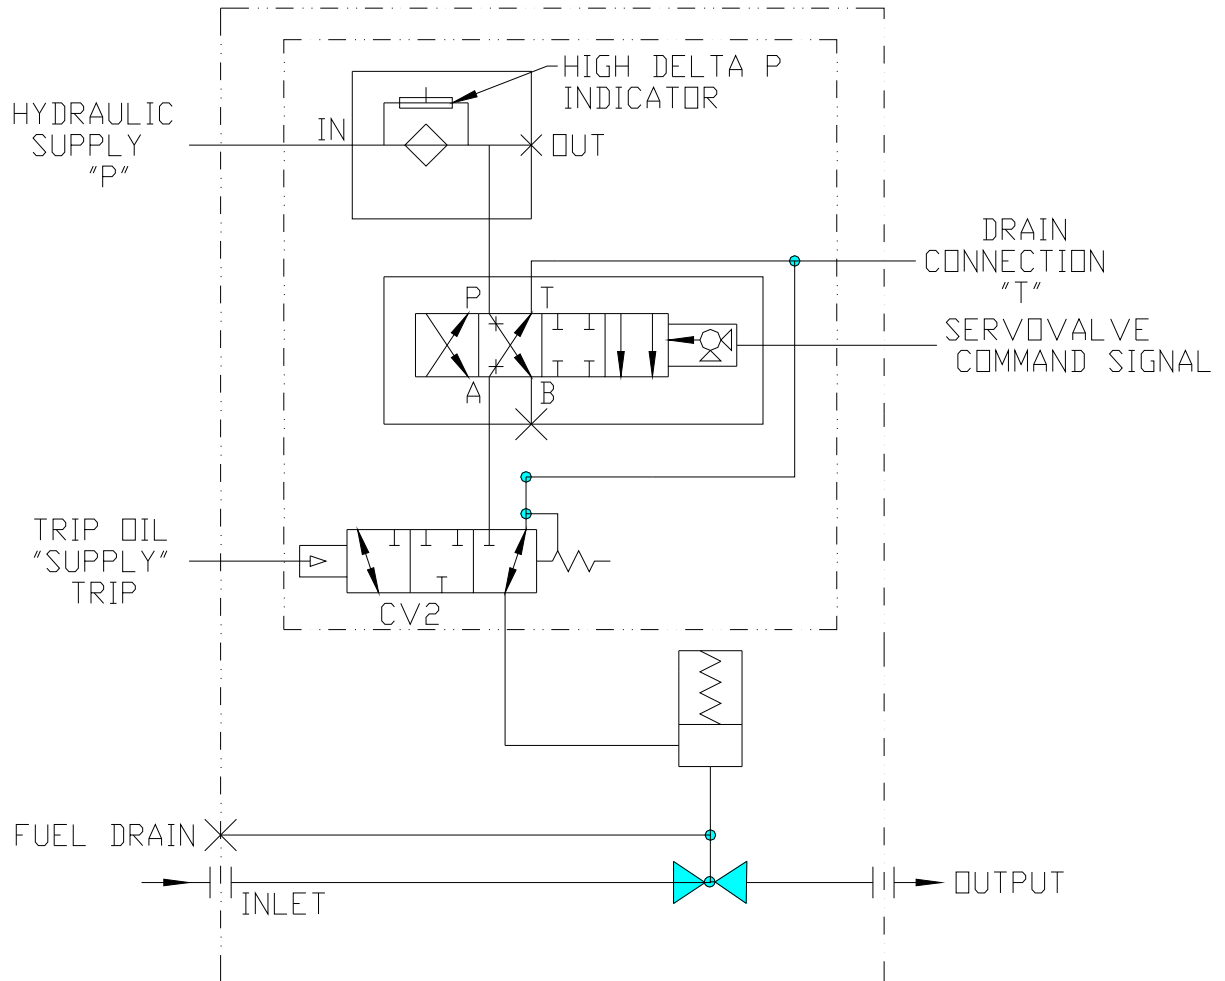 HIGH DELTA P
INDICATOR
HYDRAULIC
SUPPLY
"P"
IN
OUT
DRAIN
CONNECTION
"T"
P
T
SERVOVALVE
COMMAND SIGNAL
A
B
TRIP OIL
"SUPPLY"
TRIP
CV2
FUEL DRAIN
INLET
OUTPUT